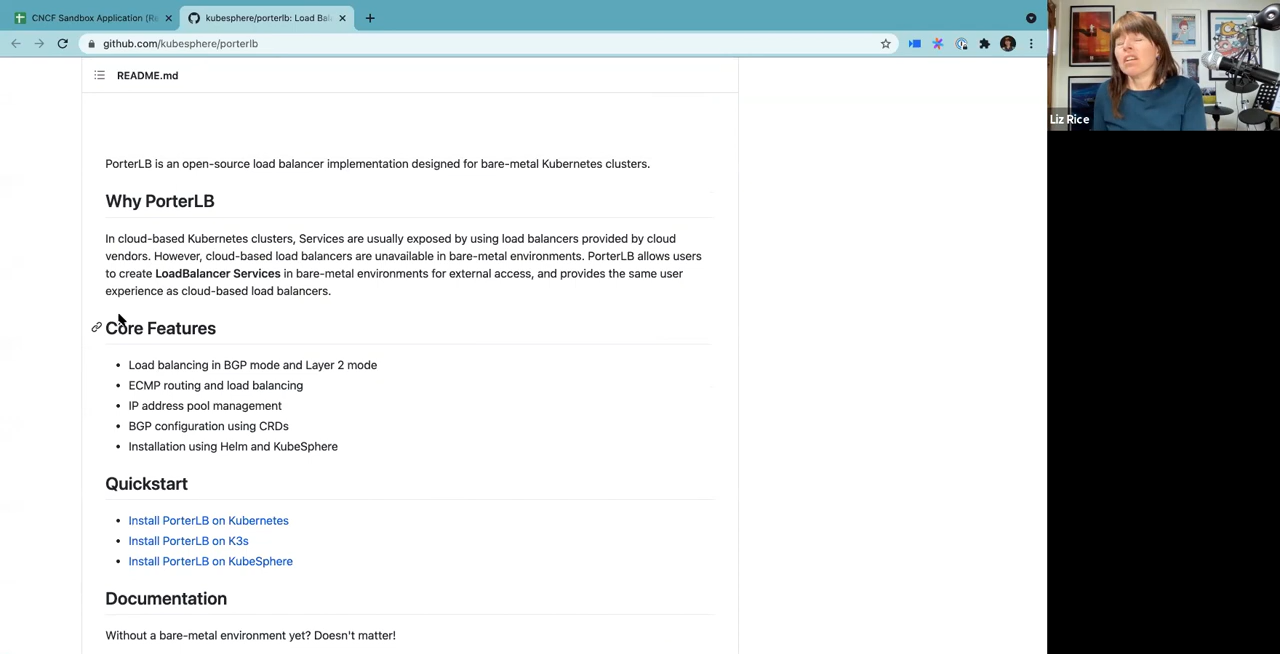 CNCF Sandbox Application (Re
kubesphere/porterlb: Load Bal
github.com/kubesphere/porterlb
README.md
Liz Rice
PorterLB is an open-source load balancer implementation designed for bare-metal Kubernetes clusters.
Why PorterLB
In cloud-based Kubernetes clusters, Services are usually exposed by using load balancers provided by cloud
vendors. However, cloud-based load balancers are unavailable in bare-metal environments. PorterLB allows users
to create LoadBalancer Services in bare-metal environments for external access, and provides the same user
experience as cloud-based load balancers.
Core Features
• Load balancing in BGP mode and Layer 2 mode
• ECMP routing and load balancing
• IP address pool management
• BGP configuration using CRDs
• Installation using Helm and KubeSphere
Quickstart
• Install PorterLB on Kubernetes
• Install PorterLB on K3s
• Install PorterLB on KubeSphere
Documentation
Without a bare-metal environment yet? Doesn't matter!